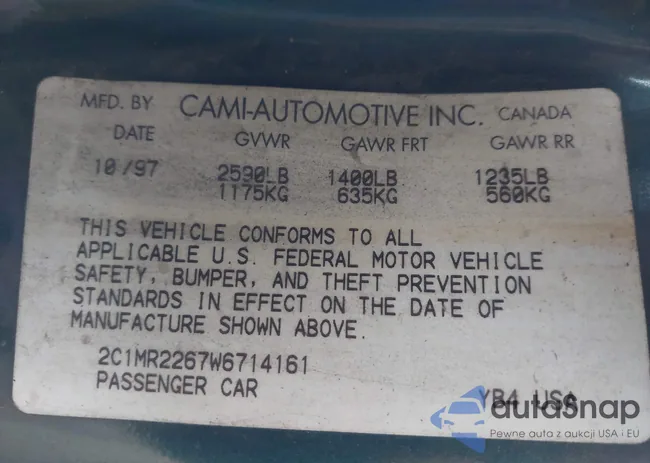 MFD. BY CAMI-AUTOMOTIVE INC. CANADA
DATE GVWR GAWR FRT GAWR RR
10/97 2590LB 1400LB 1235LB
1175KG 635KG 560KG
THIS VEHICLE CONFORMS TO ALL
APPLICABLE U.S. FEDERAL MOTOR VEHICLE
SAFETY, BUMPER, AND THEFT PREVENTION
STANDARDS IN EFFECT ON THE DATE OF
MANUFACTURE SHOWN ABOVE.
2C1MR2267W6714161
PASSENGER CAR YB4 USA
autosnap
Pewne auta z aukcji USA i EU